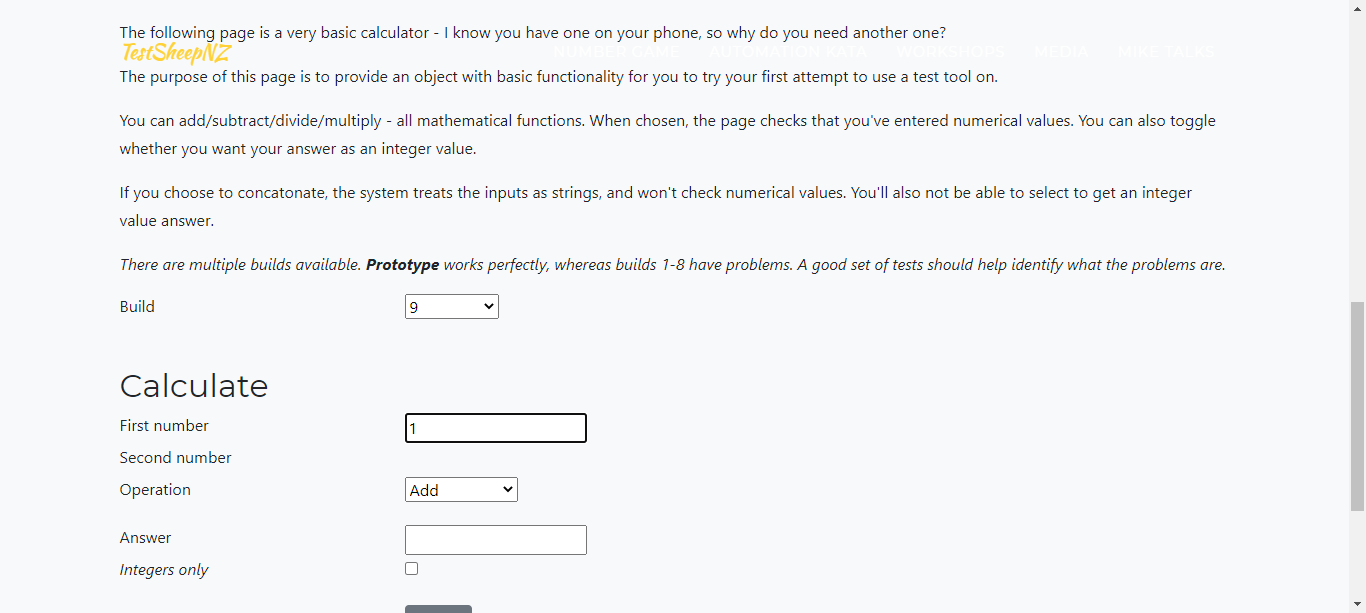 The following page is a very basic calculator - I know you have one on your phone, so why do you need another one?
TestSheepNZ NUMBER GAME AUTOMATION BETA WORKSHOPS MEDIA MIKE TALKS
The purpose of this page is to provide an object with basic functionality for you to try your first attempt to use a test tool on.
You can add/subtract/divide/multiply - all mathematical functions. When chosen, the page checks that you've entered numerical values. You can also toggle
whether you want your answer as an integer value.
If you choose to concatonate, the system treats the inputs as strings, and won't check numerical values. You'll also not be able to select to get an integer
value answer.
There are multiple builds available. Prototype works perfectly, whereas builds 1-8 have problems. A good set of tests should help identify what the problems are.
Build 9
Calculate
First number 1
Second number
Operation Add
Answer
Integers only